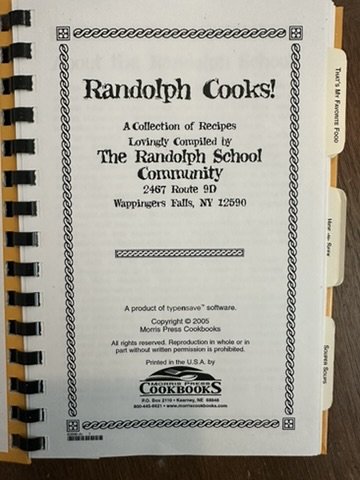 Randolph Cooks!
A Collection of Recipes
Lovingly Compiled by
The Randolph School
Community
2467 Route 9D
Wappingers Falls, NY 12590
A product of typensave™ software.
Copyright © 2005
Morris Press Cookbooks
All rights reserved. Reproduction in whole or in
part without written permission is prohibited.
Printed in the U.S.A. by
MORRIS PRESS
COOKBOOKS
P.O. Box 2110 • Kearney, NE 68848
800-445-6621 • www.morriscookbooks.com
THAT'S MY FAVORITE FOOD
SOUPER SOUPS